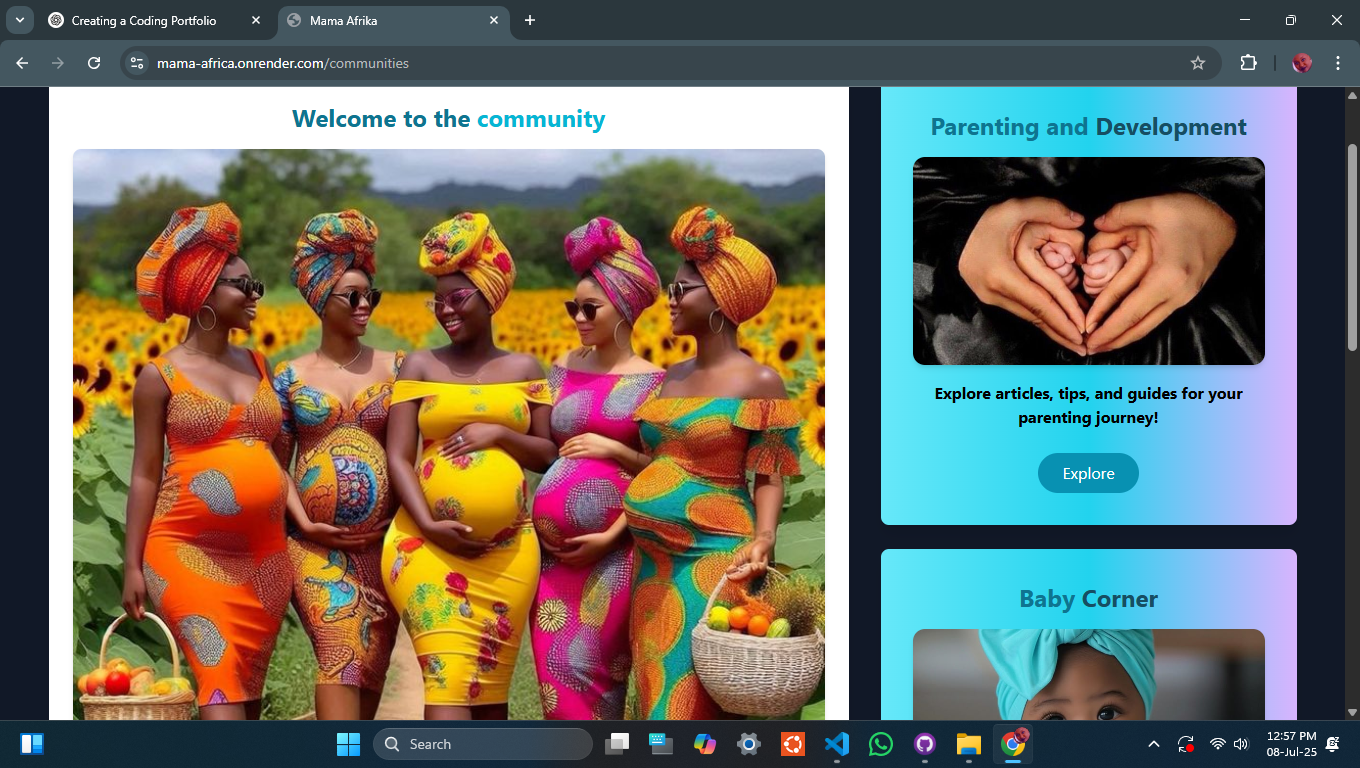 Creating a Coding Portfolio
Mama Afrika
mama-africa.onrender.com/communities
Welcome to the community
Parenting and Development
Explore articles, tips, and guides for your
parenting journey!
Explore
Baby Corner
Search
12:57 PM
08-Jul-25